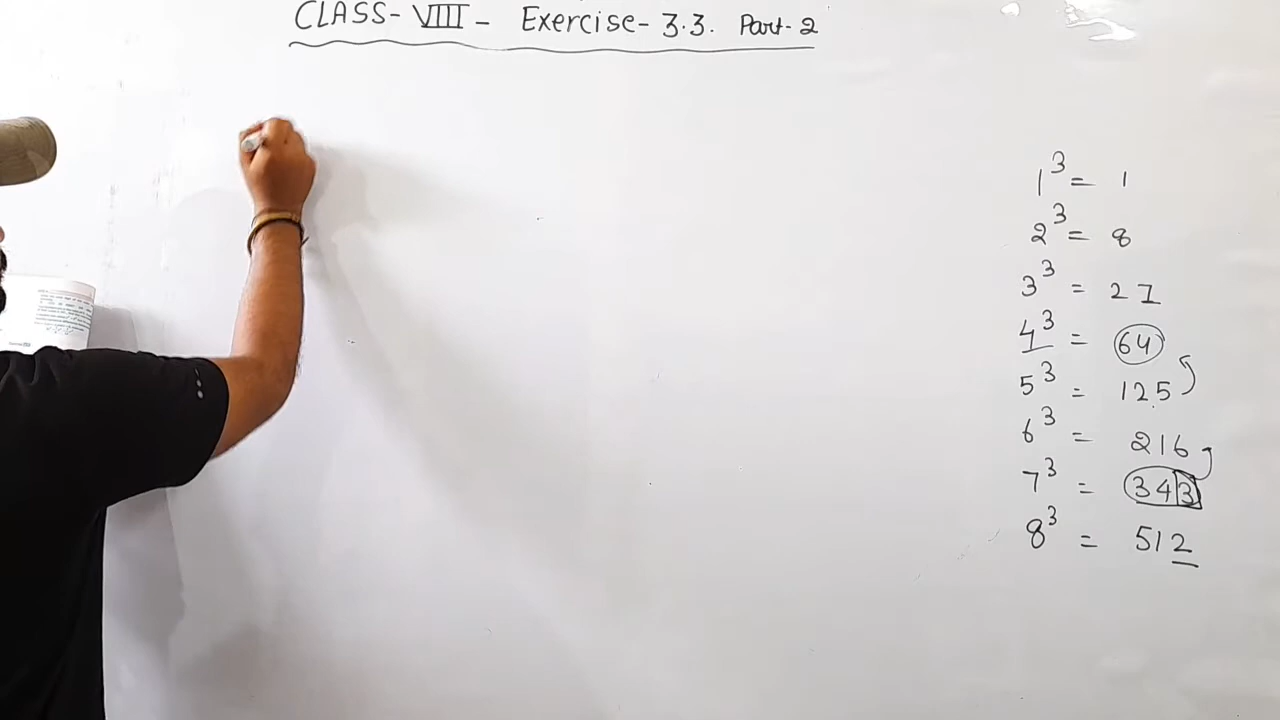 CLASS- VIII - Exercise- 3.3. Part-2
1³ = 1
2³ = 8
3³ = 27
4³ = 64
5³ = 125
6³ = 216
7³ = 343
8³ = 512